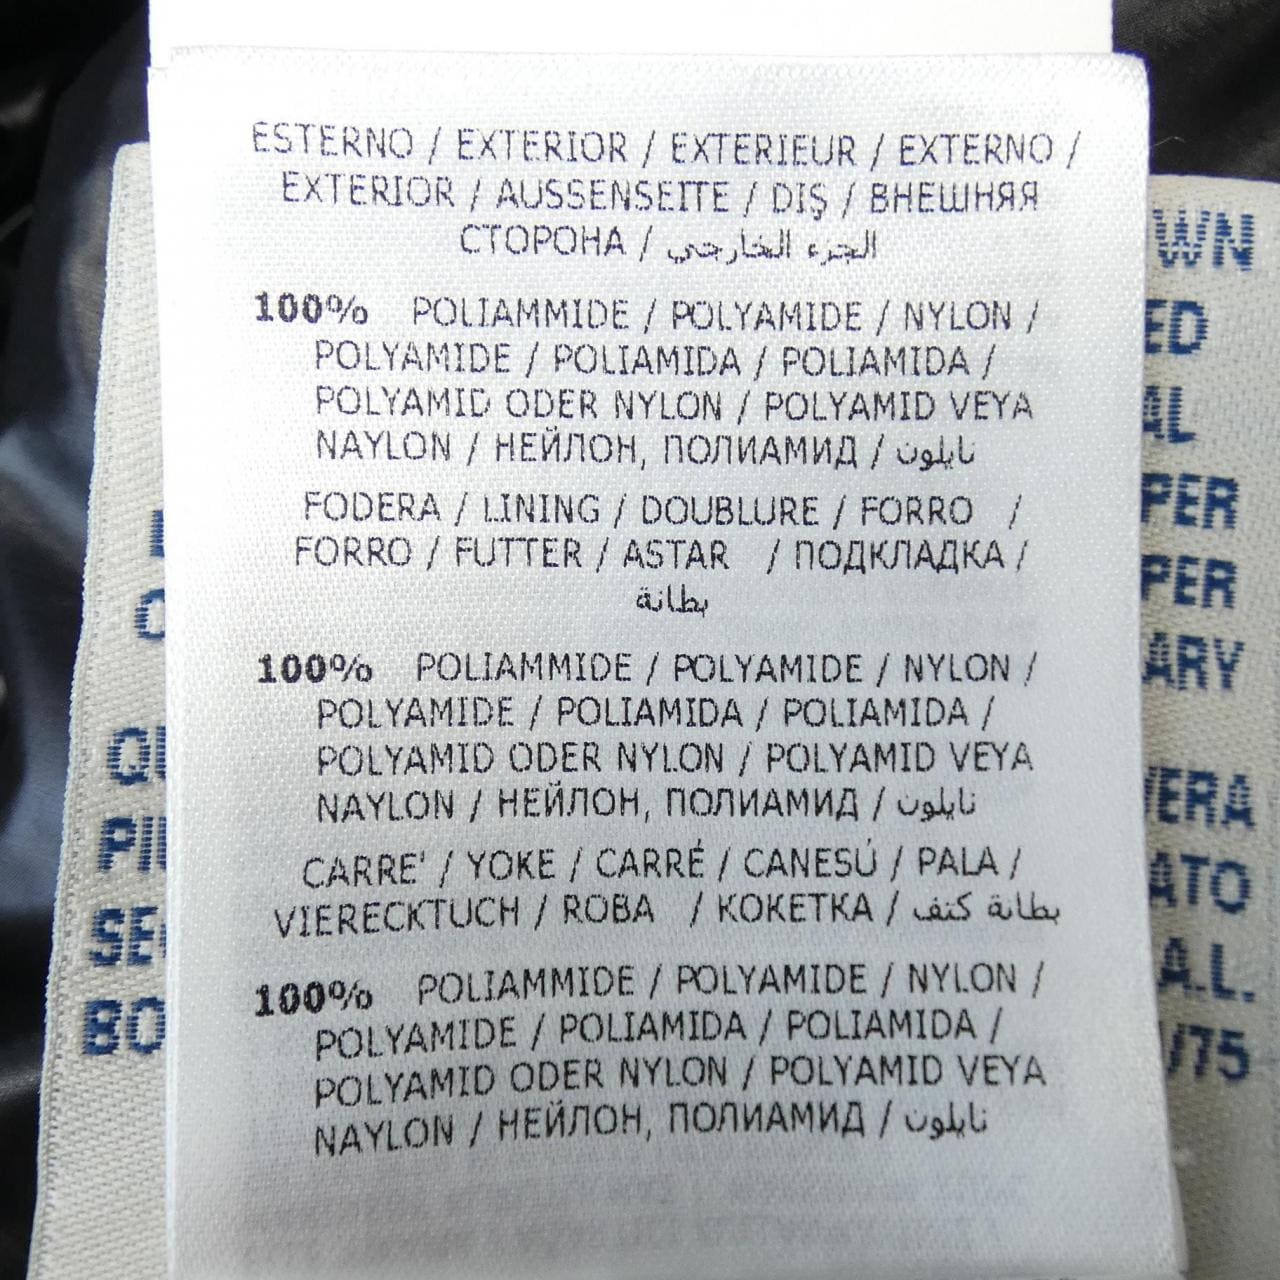 ESTERNO / EXTERIOR / EXTERIEUR / EXTERNO /
EXTERIOR / AUSSENSEITE / DIŞ / ВНЕШНЯЯ
СТОРОНА / الجزء الخارجي
100% POLIAMMIDE / POLYAMIDE / NYLON /
POLYAMIDE / POLIAMIDA / POLIAMIDA /
POLYAMID ODER NYLON / POLYAMID VEYA
NAYLON / НЕЙЛОН, ПОЛИАМИД / نايلون
FODERA / LINING / DOUBLURE / FORRO /
FORRO / FUTTER / ASTAR / ПОДКЛАДКА /
بطانة
100% POLIAMMIDE / POLYAMIDE / NYLON /
POLYAMIDE / POLIAMIDA / POLIAMIDA /
POLYAMID ODER NYLON / POLYAMID VEYA
NAYLON / НЕЙЛОН, ПОЛИАМИД / نايلون
CARRE' / YOKE / CARRÉ / CANESÚ / PALA /
VIERECKTUCH / ROBA / КОКЕТКА / بطانة كتف
100% POLIAMMIDE / POLYAMIDE / NYLON /
POLYAMIDE / POLIAMIDA / POLIAMIDA /
POLYAMID ODER NYLON / POLYAMID VEYA
NAYLON / НЕЙЛОН, ПОЛИАМИД / نايلون
WN
ED
AL
PER
PER
ARY
VERA
ATO
A.L.
/75
QU
PIU
SE
BO